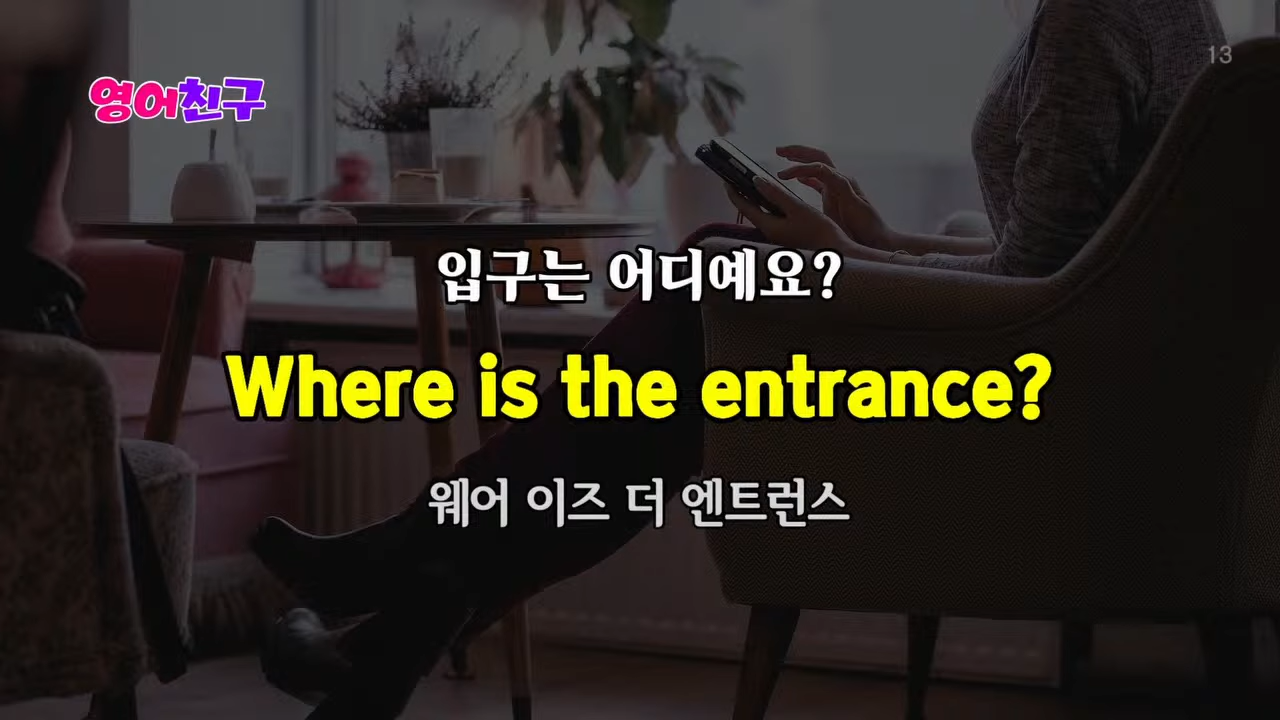 13
영어친구
입구는 어디예요?
Where is the entrance?
웨어 이즈 더 엔트런스